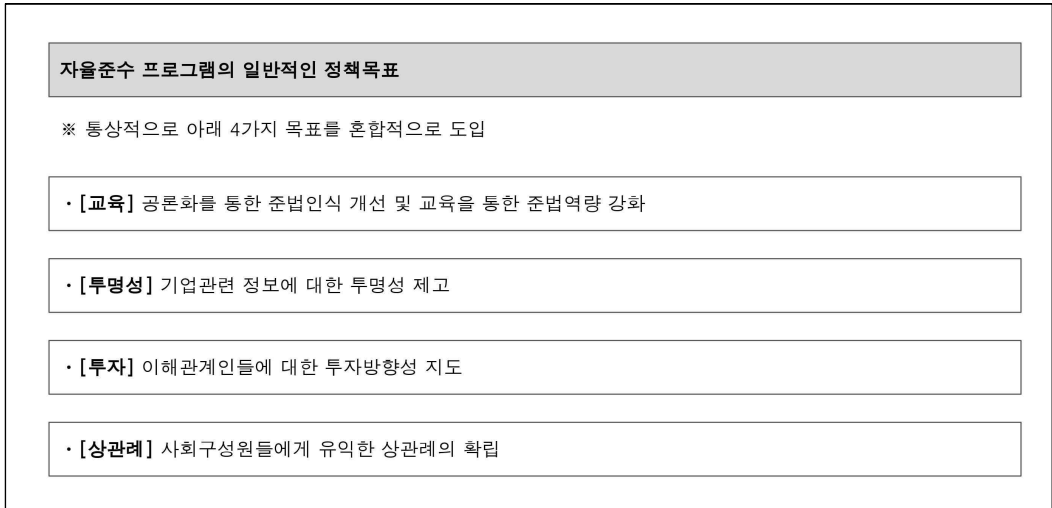 자율준수 프로그램의 일반적인 정책목표
※ 통상적으로 아래 4가지 목표를 혼합적으로 도입
· [교육] 공론화를 통한 준법인식 개선 및 교육을 통한 준법역량 강화
· [투명성] 기업관련 정보에 대한 투명성 제고
· [투자] 이해관계인들에 대한 투자방향성 지도
· [상관례] 사회구성원들에게 유익한 상관례의 확립